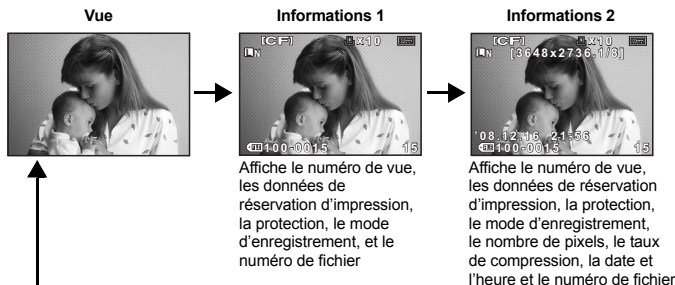 Vue
Informations 1
Informations 2
[CF] x10
LN
100-0015 15
[CF] x10
LN [3648x2736,1/8]
'08.12.16 21:56
100-0015 15
Affiche le numéro de vue,
les données de
réservation d'impression,
la protection, le mode
d'enregistrement, et le
numéro de fichier
Affiche le numéro de vue,
les données de réservation
d'impression, la protection,
le mode d'enregistrement,
le nombre de pixels, le taux
de compression, la date et
l'heure et le numéro de fichier